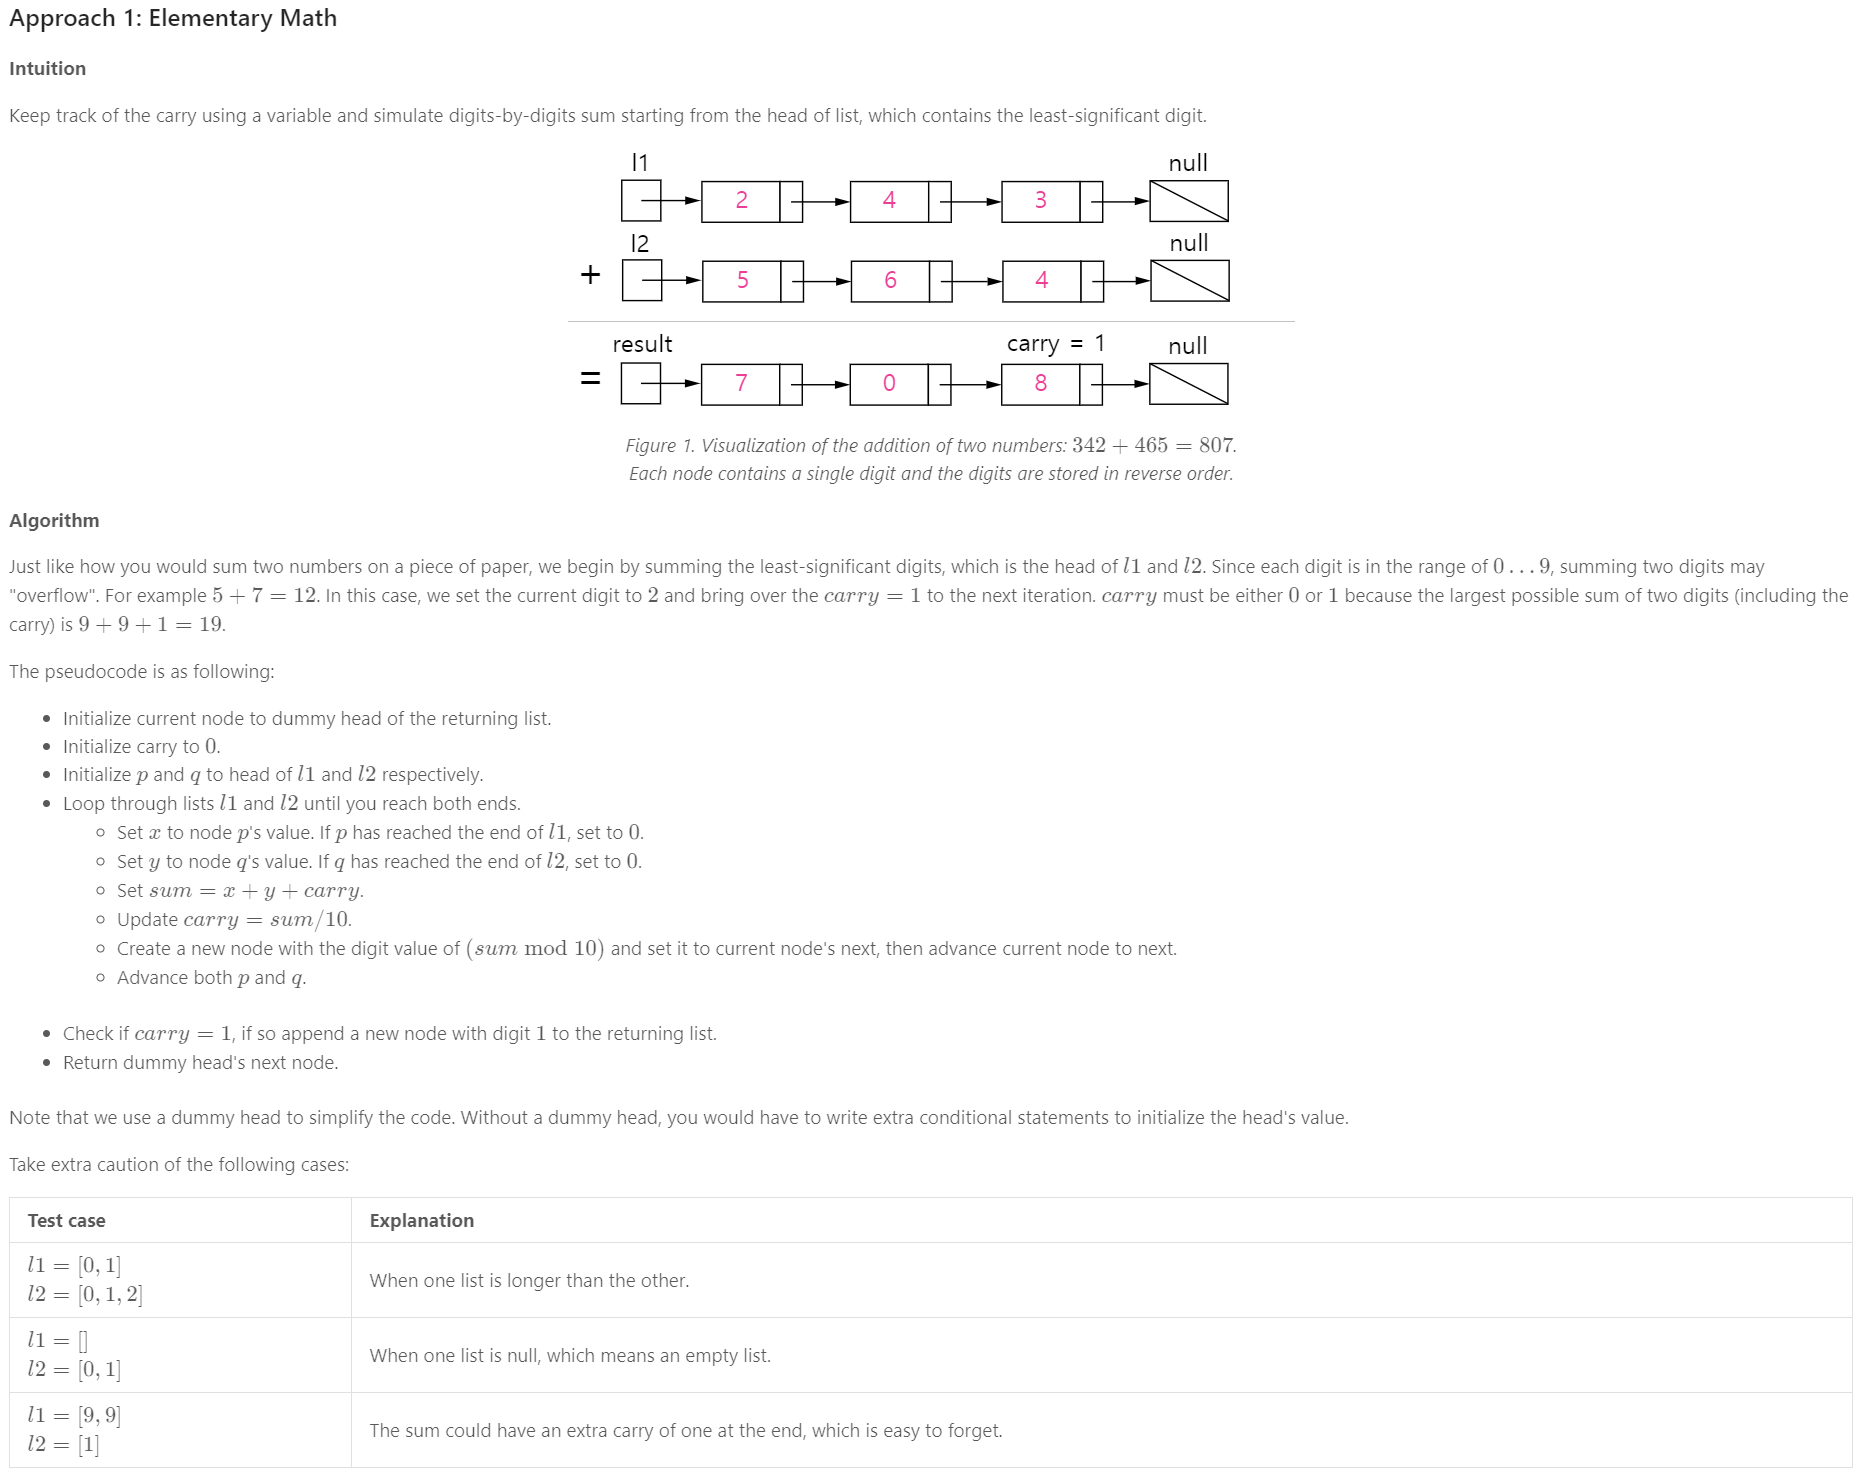 Approach 1: Elementary Math
Intuition
Keep track of the carry using a variable and simulate digits-by-digits sum starting from the head of list, which contains the least-significant digit.
l1 null
2 4 3
l2 null
+ 5 6 4
result carry = 1 null
= 7 0 8
Figure 1. Visualization of the addition of two numbers: 342 + 465 = 807.
Each node contains a single digit and the digits are stored in reverse order.
Algorithm
Just like how you would sum two numbers on a piece of paper, we begin by summing the least-significant digits, which is the head of l1 and l2. Since each digit is in the range of 0 . . . 9, summing two digits may
"overflow". For example 5 + 7 = 12. In this case, we set the current digit to 2 and bring over the carry = 1 to the next iteration. carry must be either 0 or 1 because the largest possible sum of two digits (including the
carry) is 9 + 9 + 1 = 19.
The pseudocode is as following:
• Initialize current node to dummy head of the returning list.
• Initialize carry to 0.
• Initialize p and q to head of l1 and l2 respectively.
• Loop through lists l1 and l2 until you reach both ends.
◦ Set x to node p's value. If p has reached the end of l1, set to 0.
◦ Set y to node q's value. If q has reached the end of l2, set to 0.
◦ Set sum = x + y + carry.
◦ Update carry = sum/10.
◦ Create a new node with the digit value of (sum mod 10) and set it to current node's next, then advance current node to next.
◦ Advance both p and q.
• Check if carry = 1, if so append a new node with digit 1 to the returning list.
• Return dummy head's next node.
Note that we use a dummy head to simplify the code. Without a dummy head, you would have to write extra conditional statements to initialize the head's value.
Take extra caution of the following cases:
Test case Explanation
l1 = [0, 1]
l2 = [0, 1, 2]
When one list is longer than the other.
l1 = []
l2 = [0, 1]
When one list is null, which means an empty list.
l1 = [9, 9]
l2 = [1]
The sum could have an extra carry of one at the end, which is easy to forget.